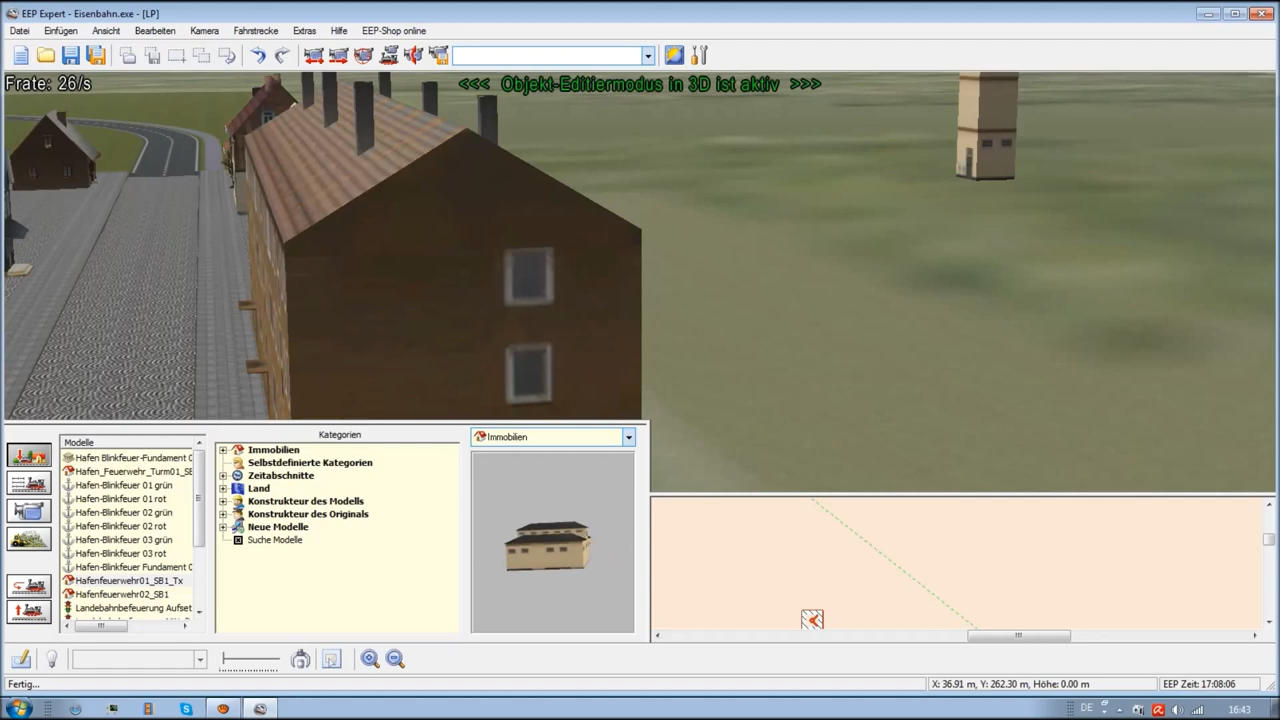 EEP Expert - Eisenbahn.exe - [LP]
Datei Einfügen Ansicht Bearbeiten Kamera Fahrstrecke Extras Hilfe EEP-Shop online
Frate: 26/s
<<< Objekt-Editiermodus in 3D ist aktiv >>>
Modelle
Hafen Blinkfeuer-Fundament 0
Hafen_Feuerwehr_Turm01_SB
Hafen-Blinkfeuer 01 grün
Hafen-Blinkfeuer 01 rot
Hafen-Blinkfeuer 02 grün
Hafen-Blinkfeuer 02 rot
Hafen-Blinkfeuer 03 grün
Hafen-Blinkfeuer 03 rot
Hafen-Blinkfeuer Fundament 0
Hafenfeuerwehr01_SB1_Tx
Hafenfeuerwehr02_SB1
Landebahnbefeuerung Aufset
Kategorien
Immobilien
Selbstdefinierte Kategorien
Zeitabschnitte
Land
Konstrukteur des Modells
Konstrukteur des Originals
Neue Modelle
Suche Modelle
Immobilien
Fertig...
X: 36.91 m, Y: 262.30 m, Höhe: 0.00 m
EEP Zeit: 17:08:06
DE
16:43